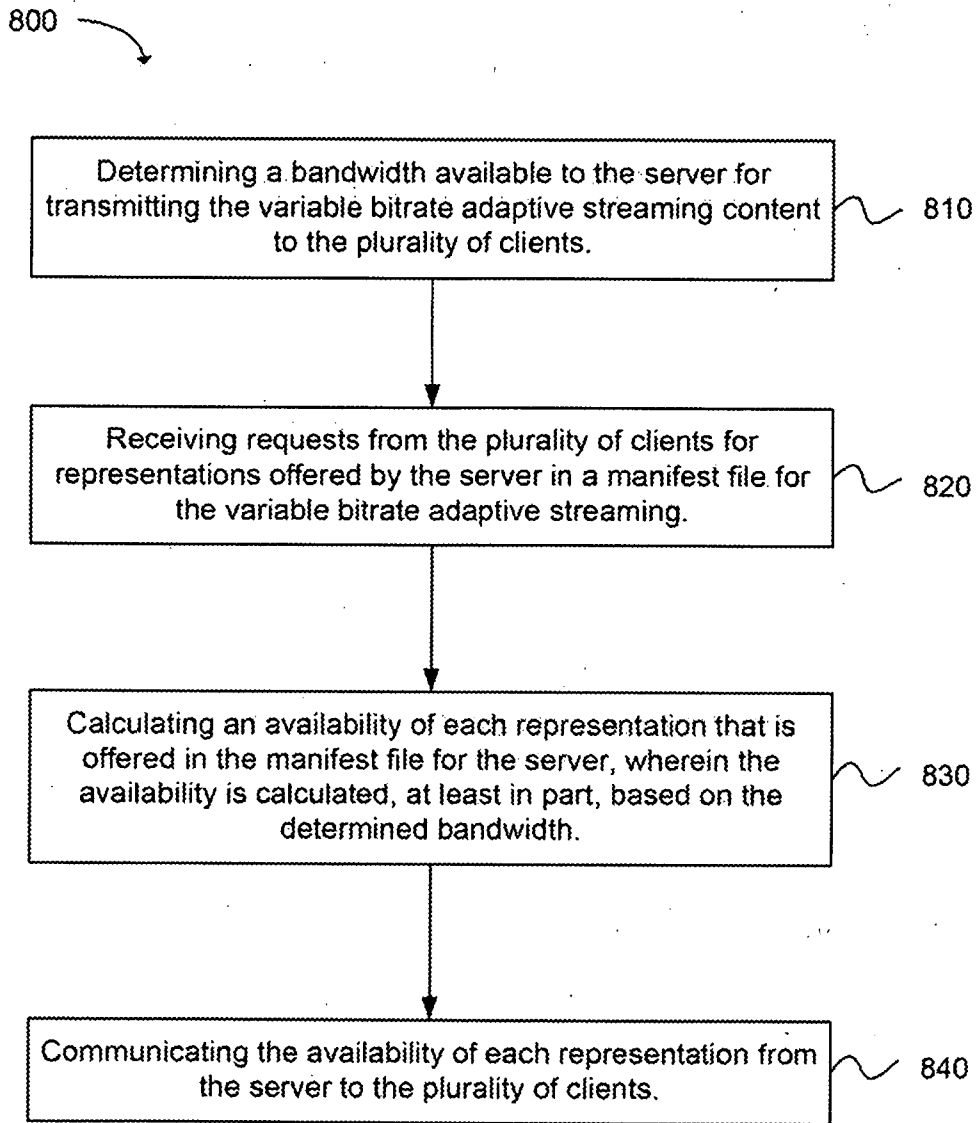 800
Determining a bandwidth available to the server for
transmitting the variable bitrate adaptive streaming content
to the plurality of clients.
810
Receiving requests from the plurality of clients for
representations offered by the server in a manifest file for
the variable bitrate adaptive streaming.
820
Calculating an availability of each representation that is
offered in the manifest file for the server, wherein the
availability is calculated, at least in part, based on the
determined bandwidth.
830
Communicating the availability of each representation from
the server to the plurality of clients.
840